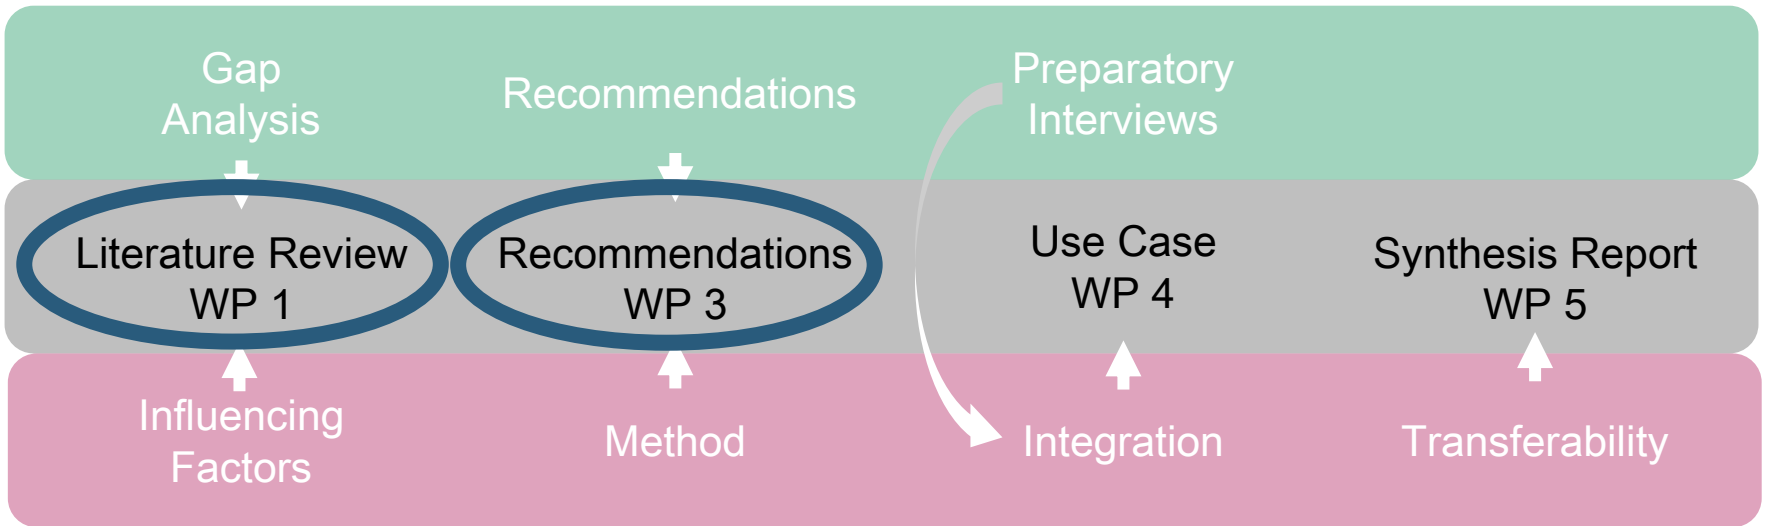 Gap
Analysis
Recommendations
Preparatory
Interviews
Literature Review
WP 1
Recommendations
WP 3
Use Case
WP 4
Synthesis Report
WP 5
Influencing
Factors
Method
Integration
Transferability